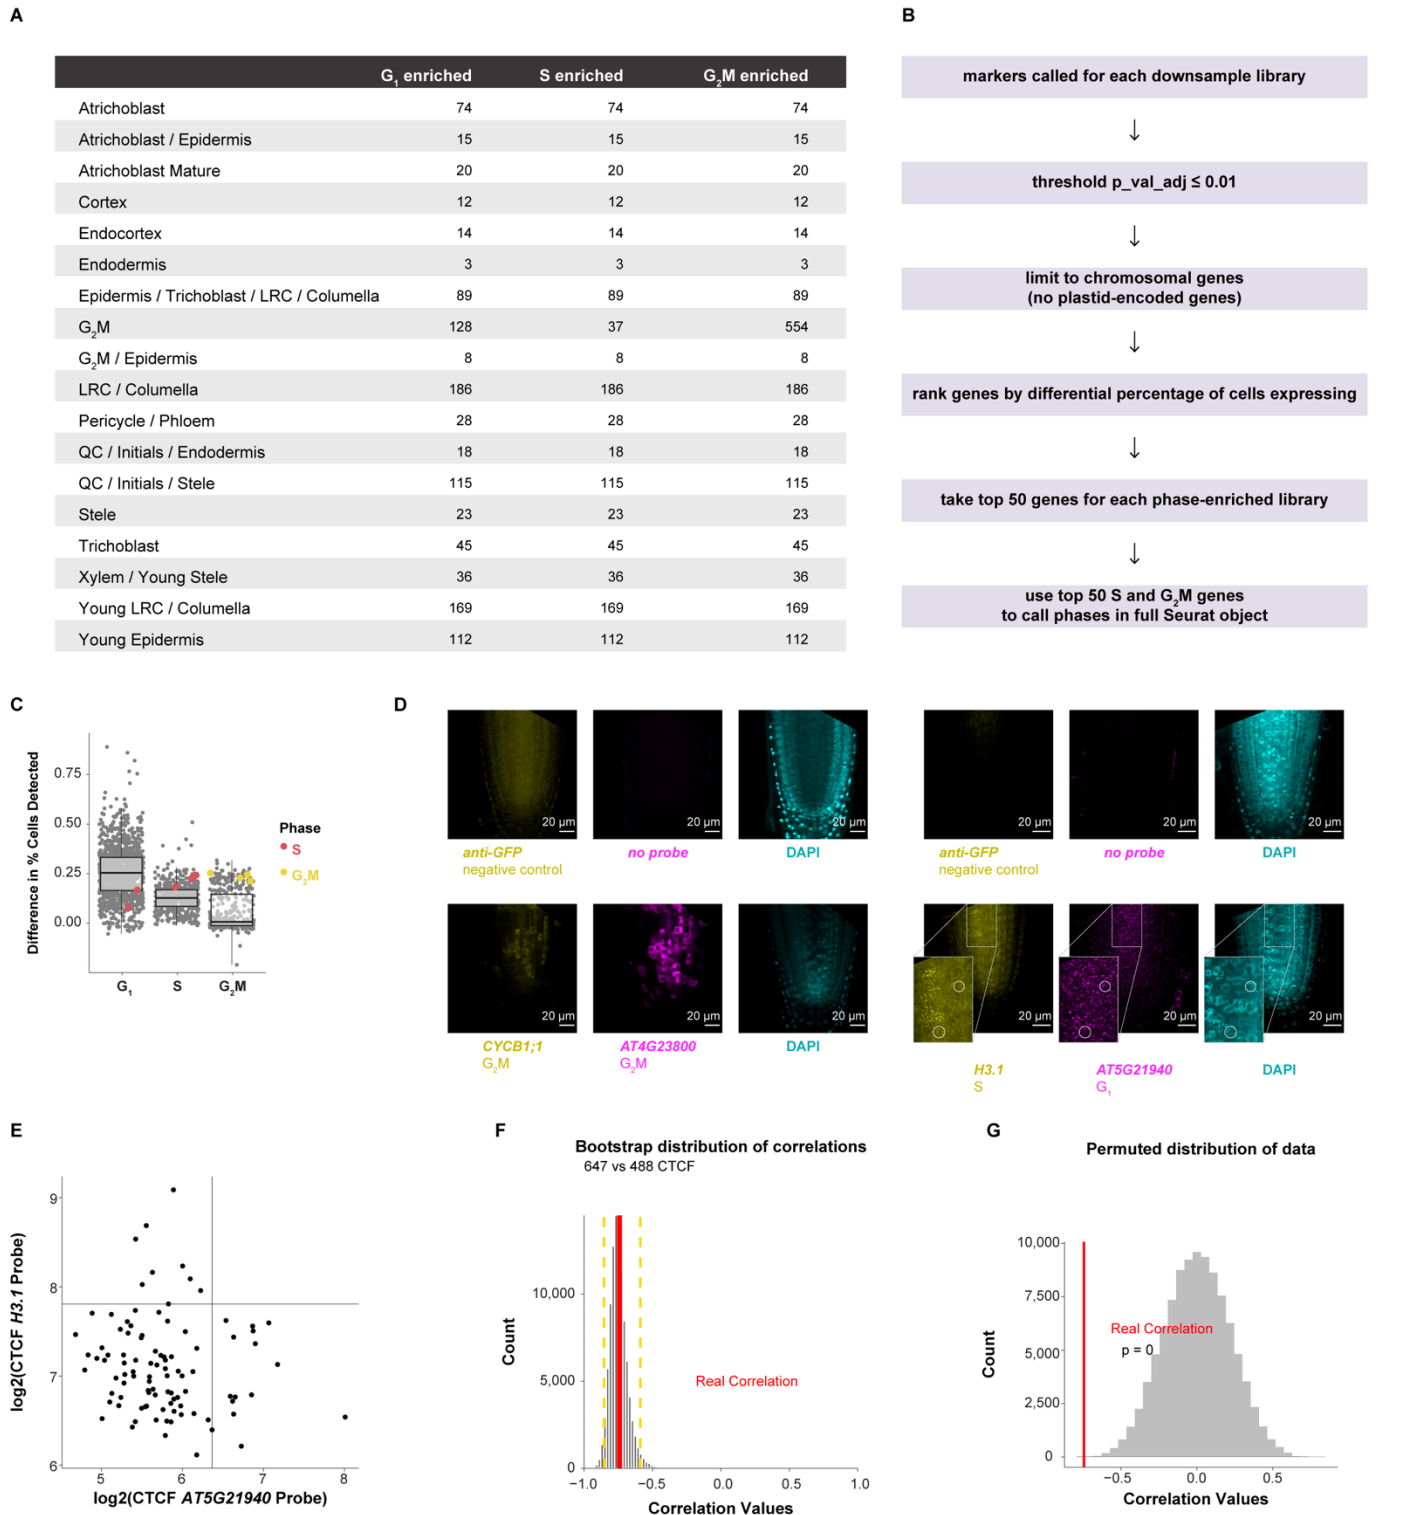 A
G1 enriched S enriched G2M enriched
Atrichoblast 74 74 74
Atrichoblast / Epidermis 15 15 15
Atrichoblast Mature 20 20 20
Cortex 12 12 12
Endocortex 14 14 14
Endodermis 3 3 3
Epidermis / Trichoblast / LRC / Columella 89 89 89
G2M 128 37 554
G2M / Epidermis 8 8 8
LRC / Columella 186 186 186
Pericycle / Phloem 28 28 28
QC / Initials / Endodermis 18 18 18
QC / Initials / Stele 115 115 115
Stele 23 23 23
Trichoblast 45 45 45
Xylem / Young Stele 36 36 36
Young LRC / Columella 169 169 169
Young Epidermis 112 112 112
B
markers called for each downsample library
↓
threshold p_val_adj ≤ 0.01
↓
limit to chromosomal genes
(no plastid-encoded genes)
↓
rank genes by differential percentage of cells expressing
↓
take top 50 genes for each phase-enriched library
↓
use top 50 S and G2M genes
to call phases in full Seurat object
C
Difference in % Cells Detected
0.75
0.50
0.25
0.00
G1 S G2M
Phase
S
G2M
D
20 µm 20 µm 20 µm 20 µm 20 µm 20 µm
anti-GFP no probe DAPI anti-GFP no probe DAPI
negative control negative control
20 µm 20 µm 20 µm 20 µm 20 µm 20 µm
CYCB1;1 AT4G23800 DAPI
G2M G2M
H3.1 AT5G21940 DAPI
S G1
E
log2(CTCF H3.1 Probe)
9
8
7
6
5 6 7 8
log2(CTCF AT5G21940 Probe)
F
Bootstrap distribution of correlations
647 vs 488 CTCF
Count
10,000
5,000
0
Real Correlation
−1.0 −0.5 0.0 0.5 1.0
Correlation Values
G
Permuted distribution of data
Count
10,000
7,500
5,000
2,500
0
Real Correlation
p = 0
−0.5 0.0 0.5
Correlation Values